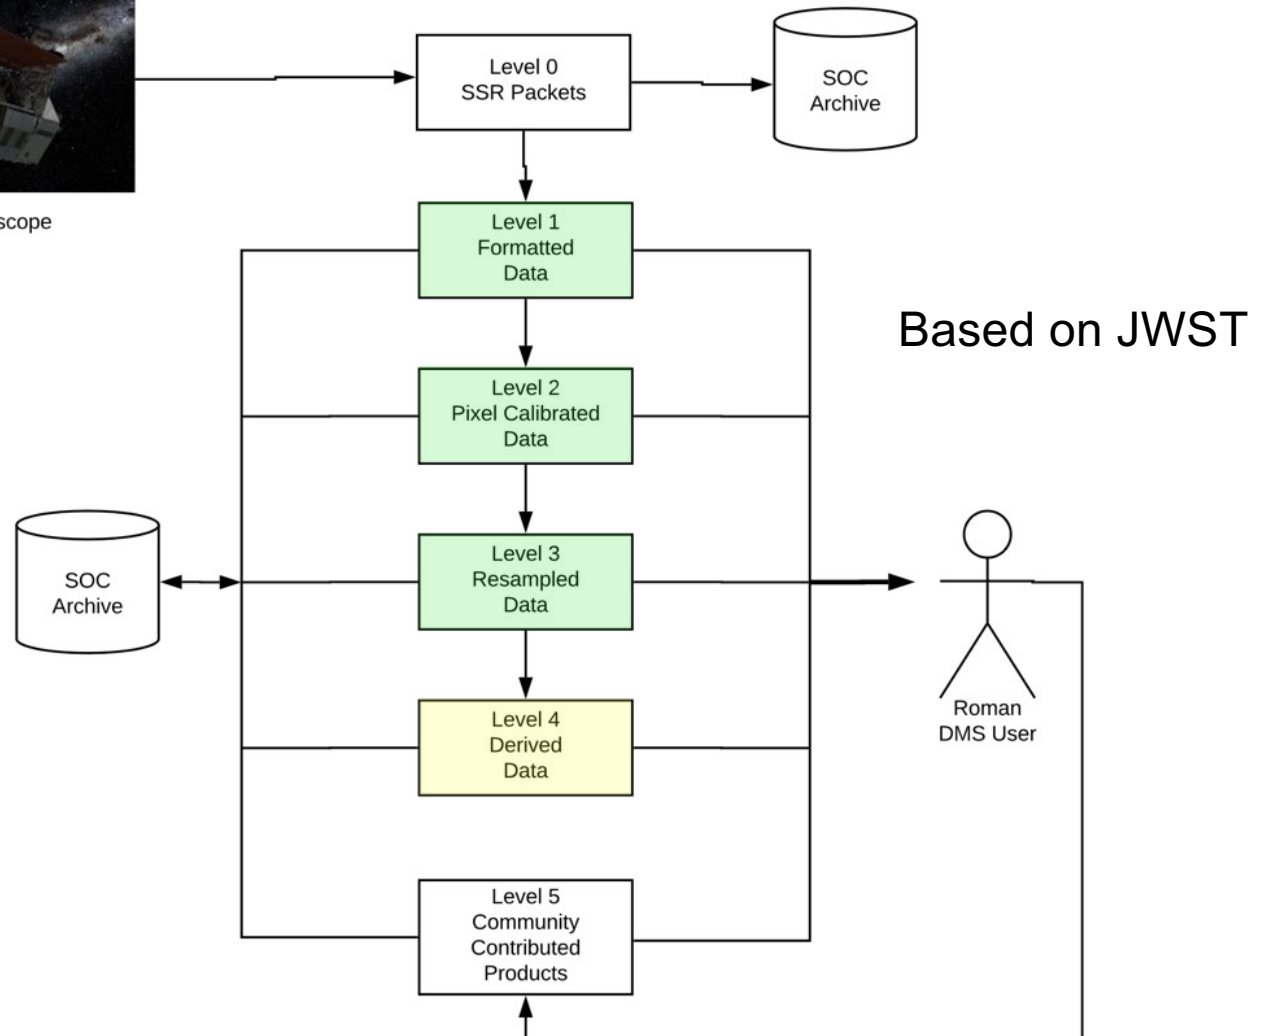 Level 0
SSR Packets
SOC
Archive
scope
Level 1
Formatted
Data
Based on JWST
Level 2
Pixel Calibrated
Data
Level 3
Resampled
Data
SOC
Archive
Roman
DMS User
Level 4
Derived
Data
Level 5
Community
Contributed
Products